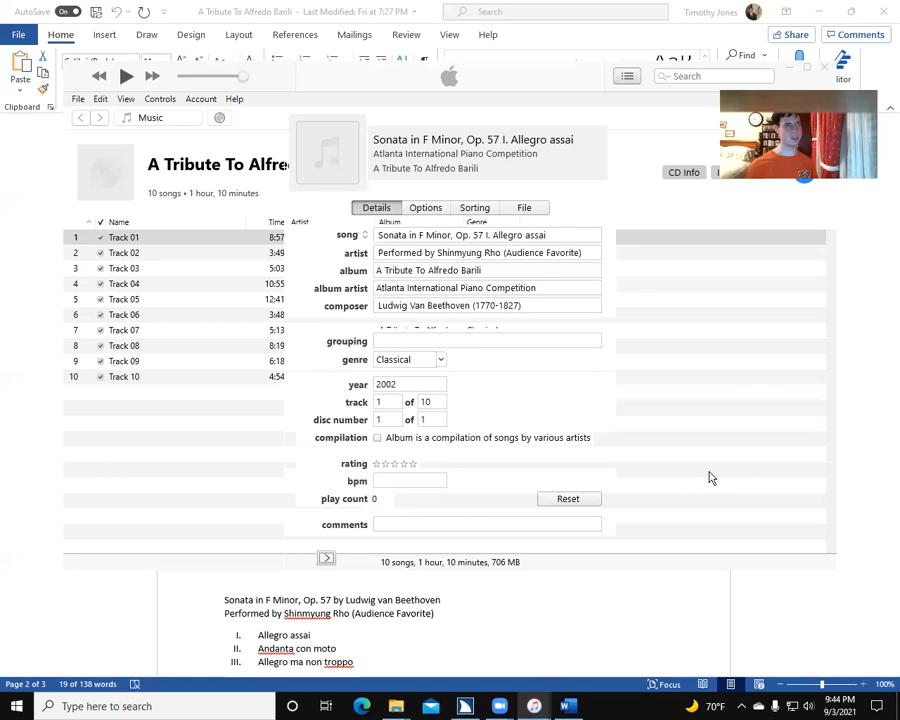 AutoSave On A Tribute To Alfredo Barili - Last Modified: Fri at 7:27 PM Search Timothy Jones
File Home Insert Draw Design Layout References Mailings Review View Help Share Comments
Paste
Find
litor
Clipboard
Search
File Edit View Controls Account Help
Music
A Tribute To Alfre
10 songs • 1 hour, 10 minutes
Sonata in F Minor, Op. 57 I. Allegro assai
Atlanta International Piano Competition
A Tribute To Alfredo Barili
CD Info
Details Options Sorting File
Name Time Artist Album Genre
1 Track 01 8:57
2 Track 02 3:49
3 Track 03 5:03
4 Track 04 10:55
5 Track 05 12:41
6 Track 06 3:48
7 Track 07 5:13
8 Track 08 8:19
9 Track 09 6:18
10 Track 10 4:54
song Sonata in F Minor, Op. 57 I. Allegro assai
artist Performed by Shinmyung Rho (Audience Favorite)
album A Tribute To Alfredo Barili
album artist Atlanta International Piano Competition
composer Ludwig Van Beethoven (1770-1827)
grouping
genre Classical
year 2002
track 1 of 10
disc number 1 of 1
compilation Album is a compilation of songs by various artists
rating
bpm
play count 0 Reset
comments
10 songs, 1 hour, 10 minutes, 706 MB
Sonata in F Minor, Op. 57 by Ludwig van Beethoven
Performed by Shinmyung Rho (Audience Favorite)
I. Allegro assai
II. Andanta con moto
III. Allegro ma non troppo
Page 2 of 3 19 of 138 words Focus 100%
Type here to search 70°F 9:44 PM
9/3/2021